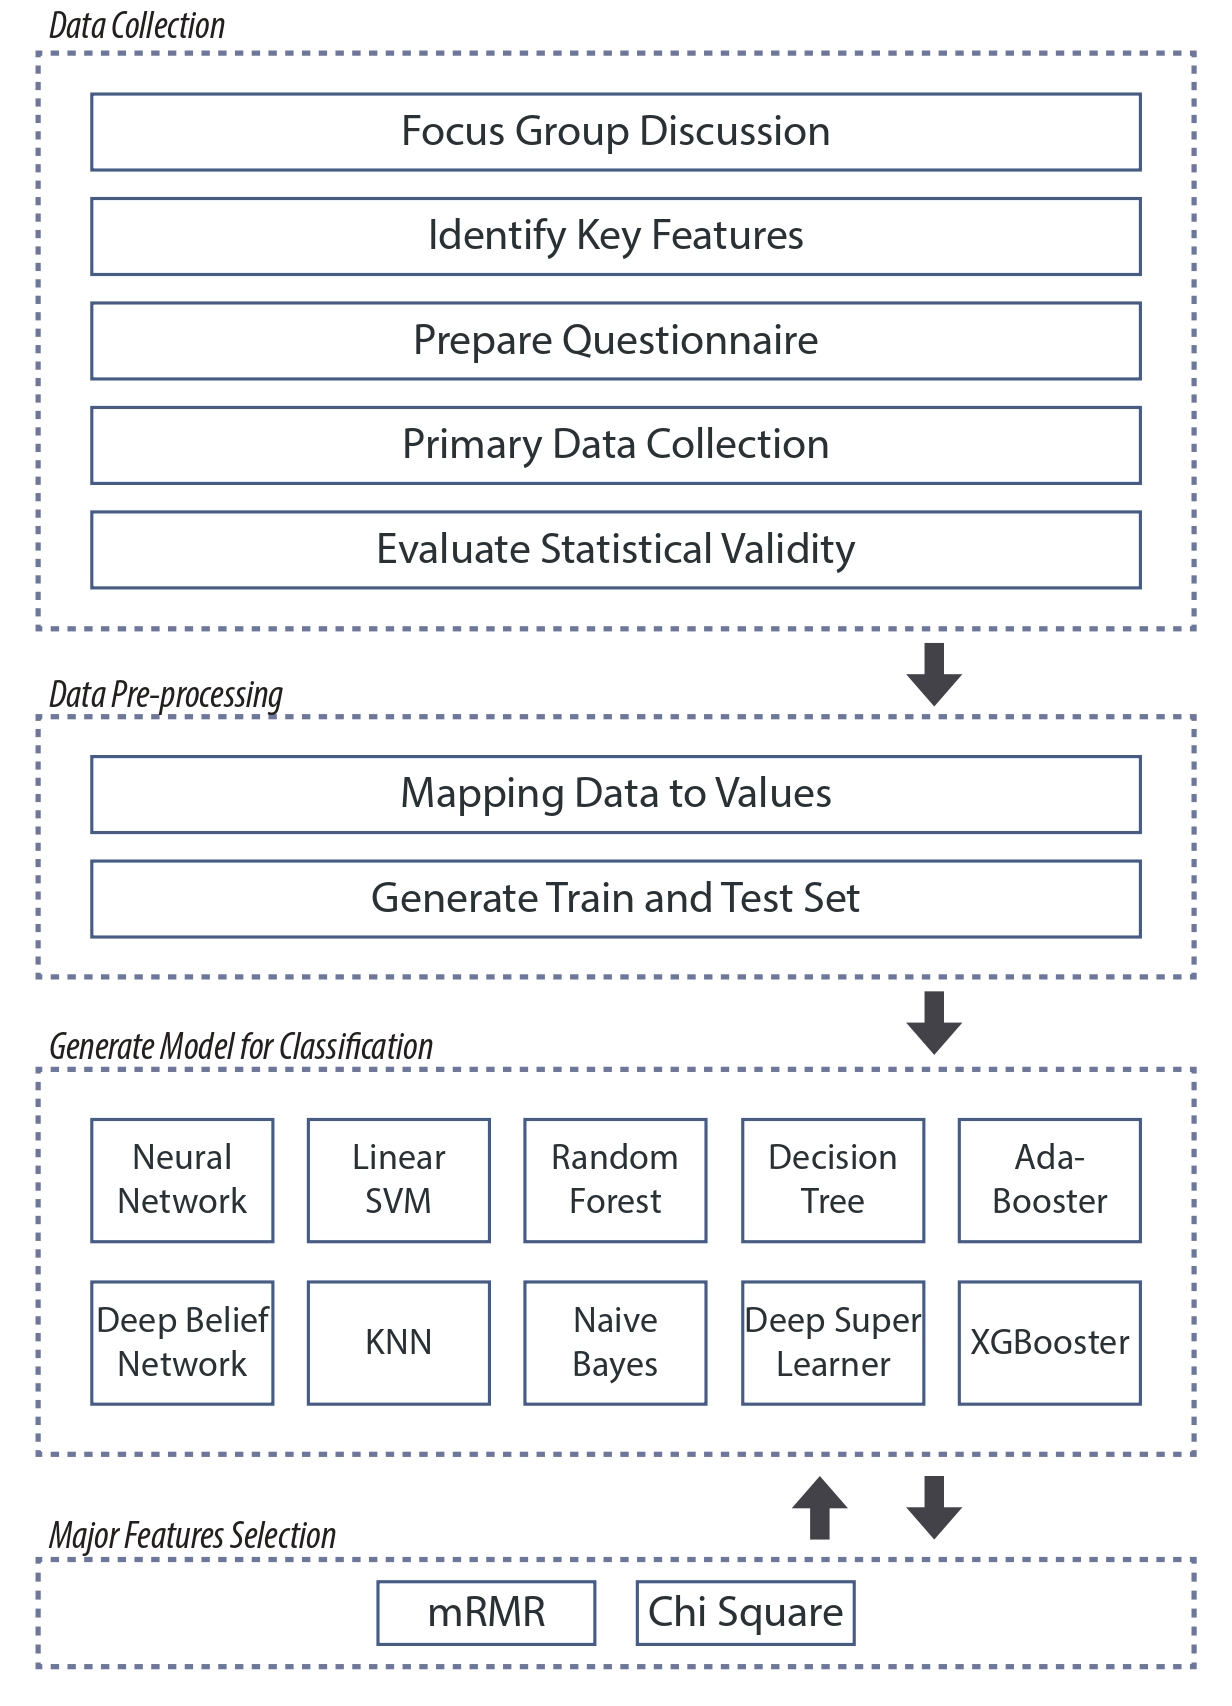 Data Collection
Focus Group Discussion
Identify Key Features
Prepare Questionnaire
Primary Data Collection
Evaluate Statistical Validity
Data Pre-processing
Mapping Data to Values
Generate Train and Test Set
Generate Model for Classification
Neural
Network
Linear
SVM
Random
Forest
Decision
Tree
Ada-
Booster
Deep Belief
Network
KNN
Naive
Bayes
Deep Super
Learner
XGBooster
Major Features Selection
mRMR
Chi Square